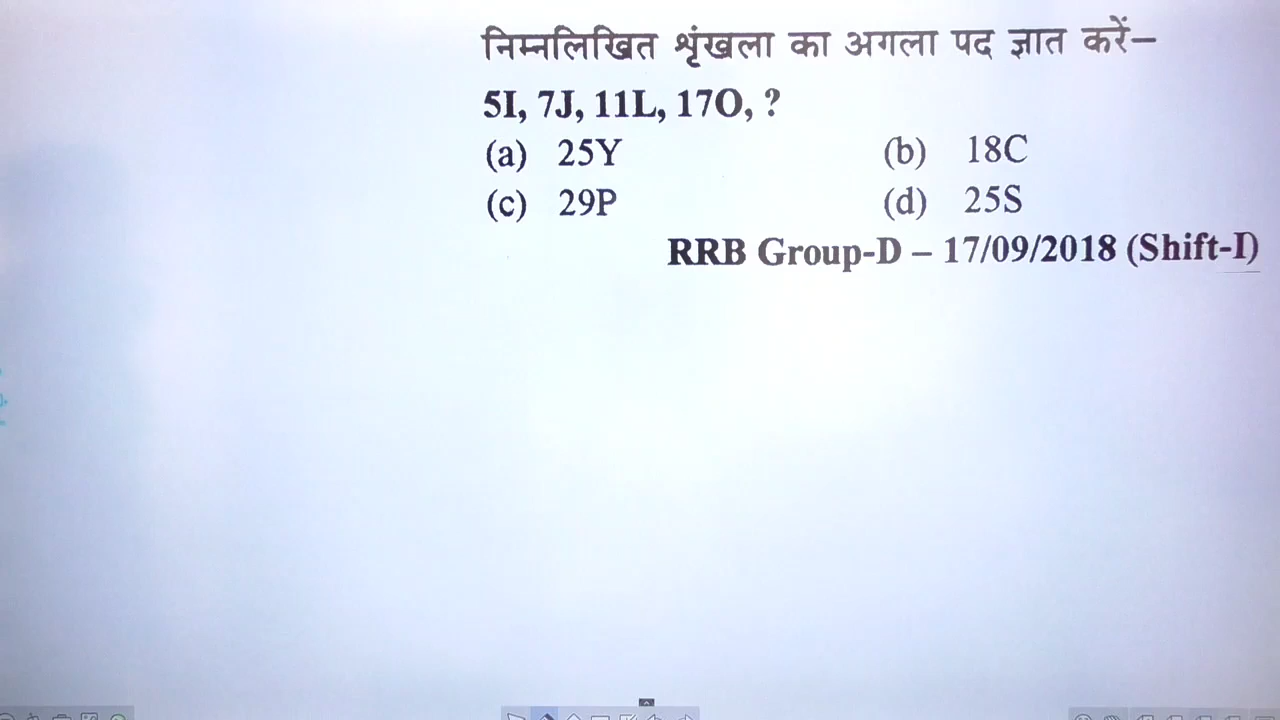 निम्नलिखित शृंखला का अगला पद ज्ञात करें–
5I, 7J, 11L, 17O, ?
(a) 25Y (b) 18C
(c) 29P (d) 25S
RRB Group-D – 17/09/2018 (Shift-I)